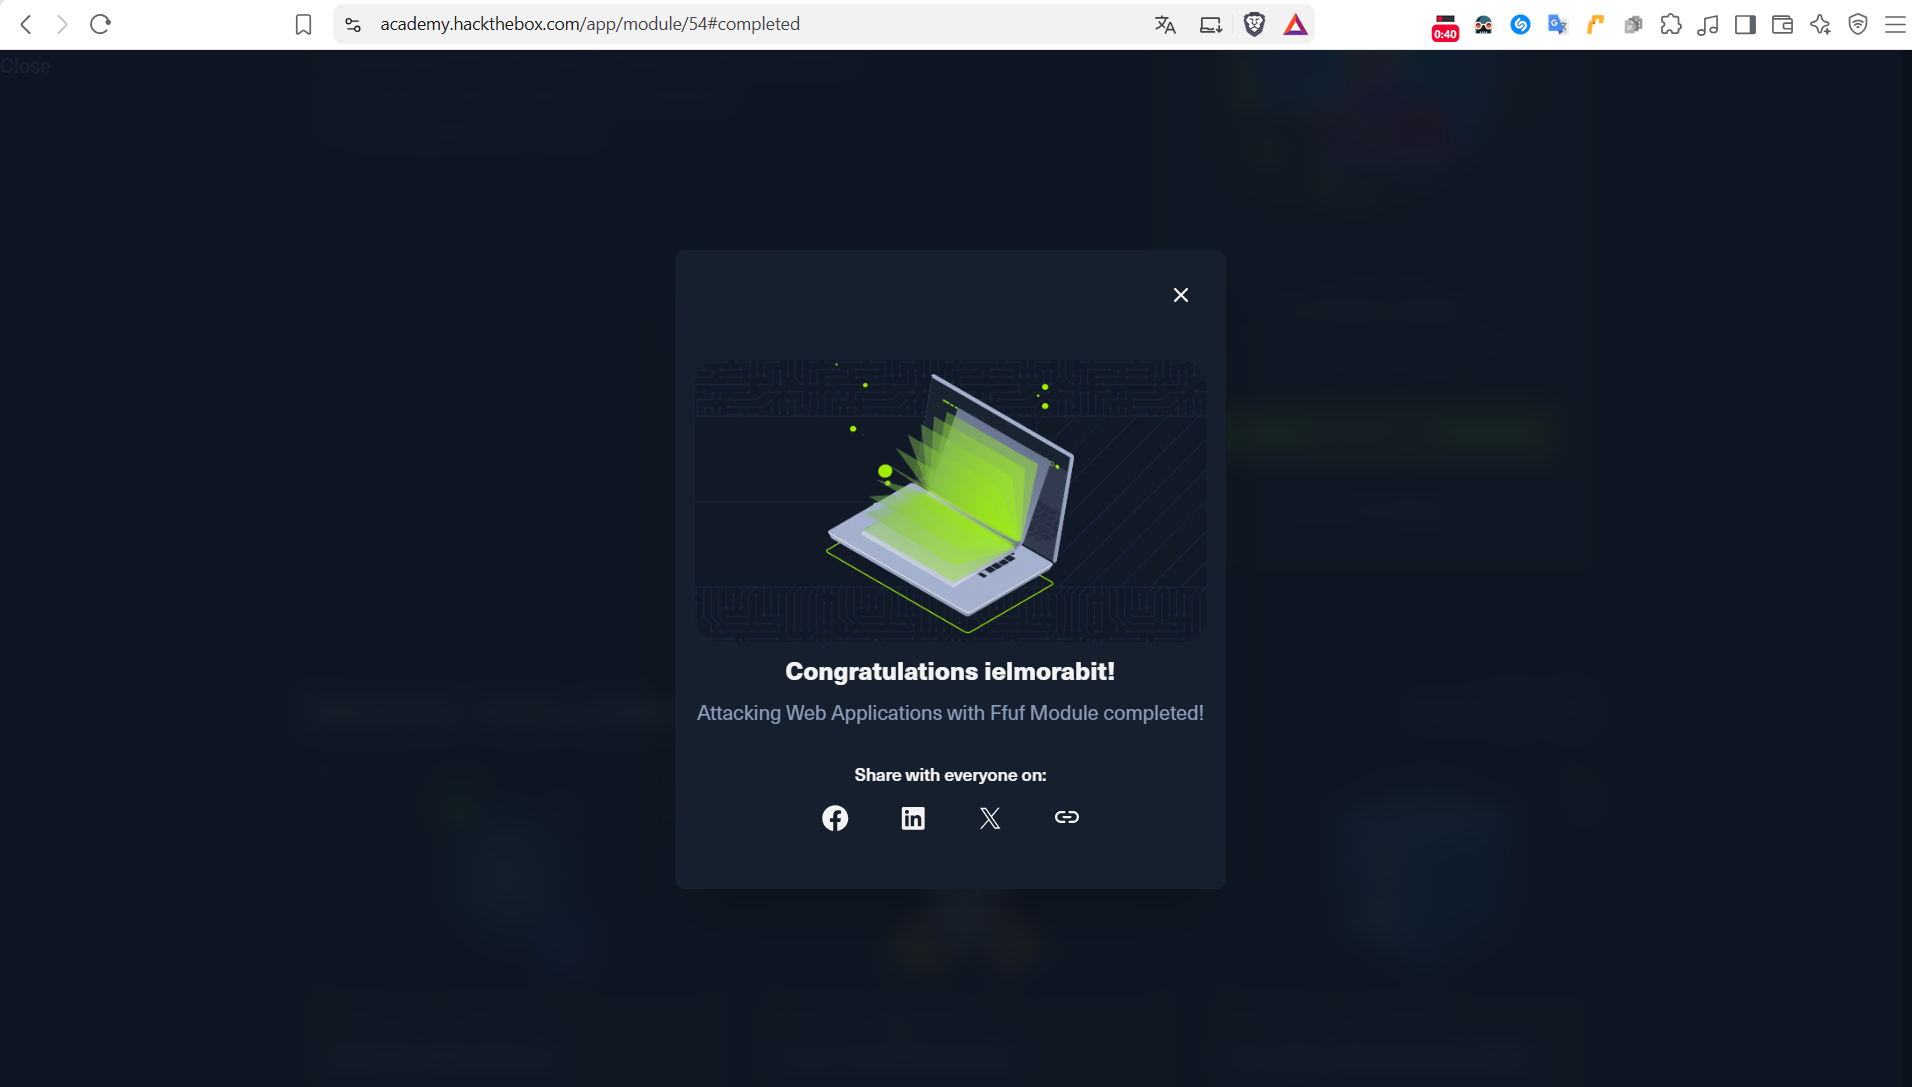 academy.hackthebox.com/app/module/54#completed
0:40
Close
Congratulations ielmorabit!
Attacking Web Applications with Ffuf Module completed!
Share with everyone on: